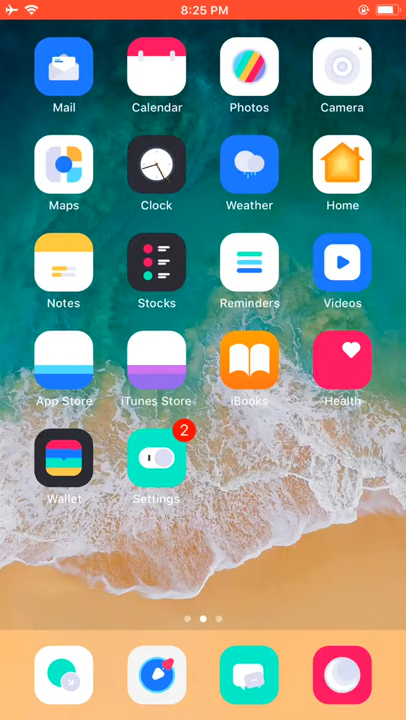 8:25 PM
Mail Calendar Photos Camera
Maps Clock Weather Home
Notes Stocks Reminders Videos
App Store iTunes Store iBooks Health
2
Wallet Settings